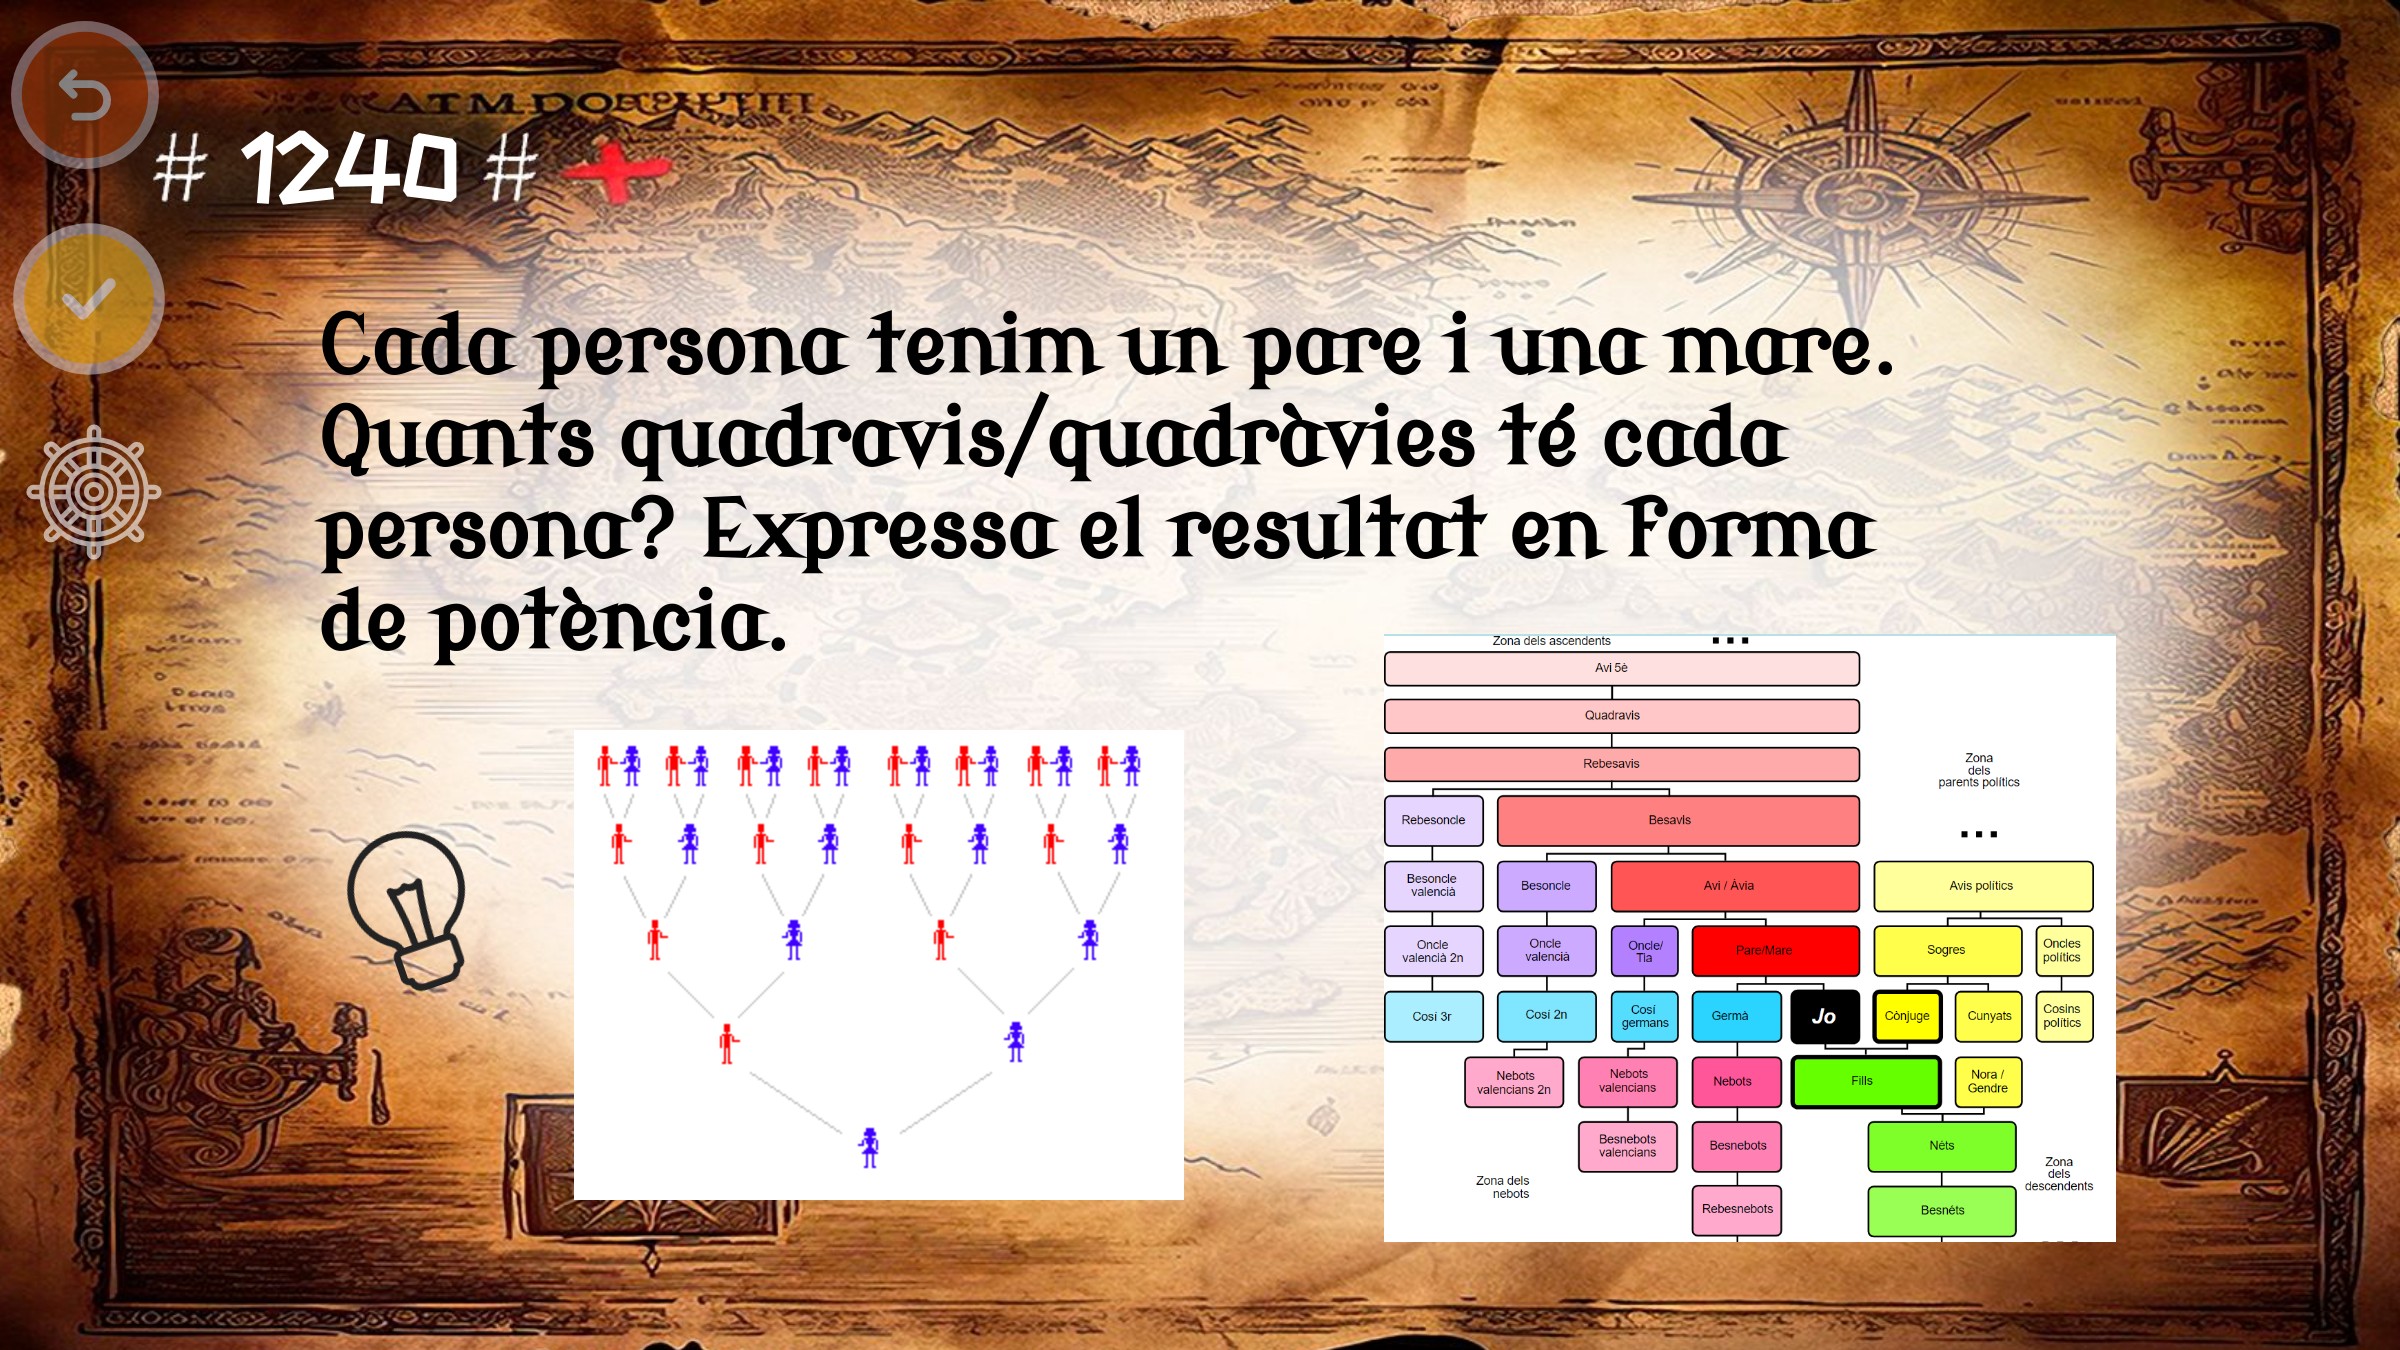 # 1240 #
Cada persona tenim un pare i una mare.
Quants quadravis/quadràvies té cada
persona? Expressa el resultat en forma
de potència.
Zona dels ascendents ...
Avi 5è
Quadravis
Rebesavis
Zona
dels
parents polítics
...
Rebesoncle
Besavis
Besoncle
valencià
Besoncle
Avi / Àvia
Avis polítics
Oncle
valencià 2n
Oncle
valencià
Oncle/
Tia
Pare/Mare
Sogres
Oncles
polítics
Cosí 3r
Cosí 2n
Cosí
germans
Germà
Jo
Cònjuge
Cunyats
Cosins
polítics
Nebots
valencians 2n
Nebots
valencians
Nebots
Fills
Nora /
Gendre
Besnebots
valencians
Besnebots
Néts
Zona
dels
descendents
Zona dels
nebots
Rebesnebots
Besnéts